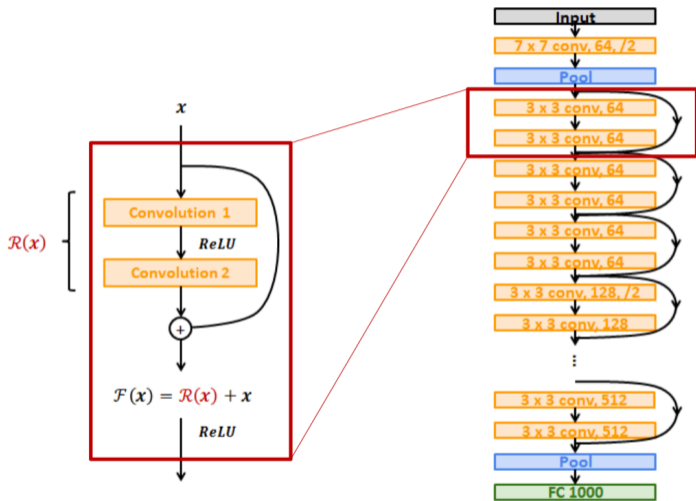 x
Convolution 1
ReLU
R(x)
Convolution 2
+
F(x) = R(x) + x
ReLU
Input
7 x 7 conv, 64, /2
Pool
3 x 3 conv, 64
3 x 3 conv, 64
3 x 3 conv, 64
3 x 3 conv, 64
3 x 3 conv, 64
3 x 3 conv, 64
3 x 3 conv, 128, /2
3 x 3 conv, 128
...
3 x 3 conv, 512
3 x 3 conv, 512
Pool
FC 1000